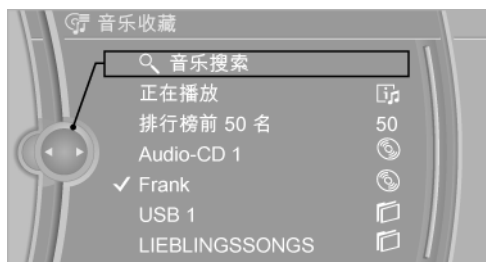 音乐收藏
音乐搜索
正在播放
排行榜前 50 名 50
Audio-CD 1
Frank
USB 1
LIEBLINGSSONGS